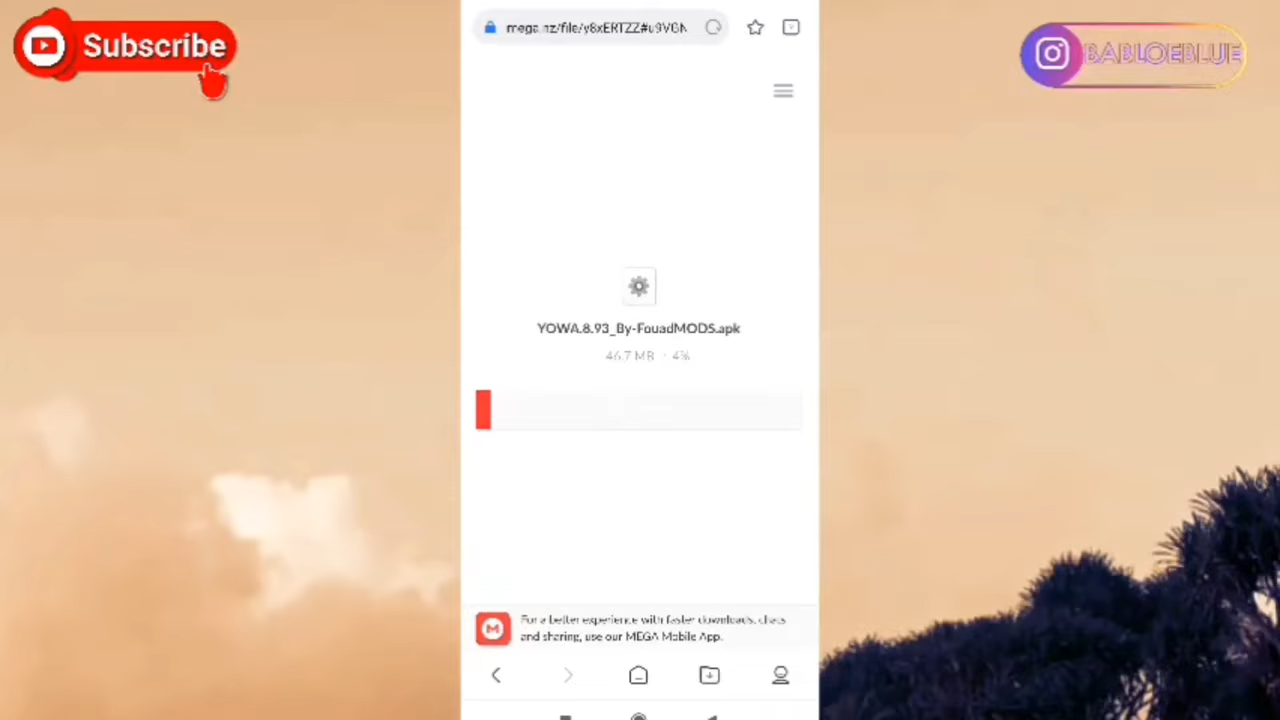 Subscribe
BABLOEBLUE
mega.nz/file/y8xERTZZ#u9VGN
YOWA.8.93_By-FouadMODS.apk
46.7 MB : 4%
For a better experience with faster downloads, chats
and sharing, use our MEGA Mobile App.